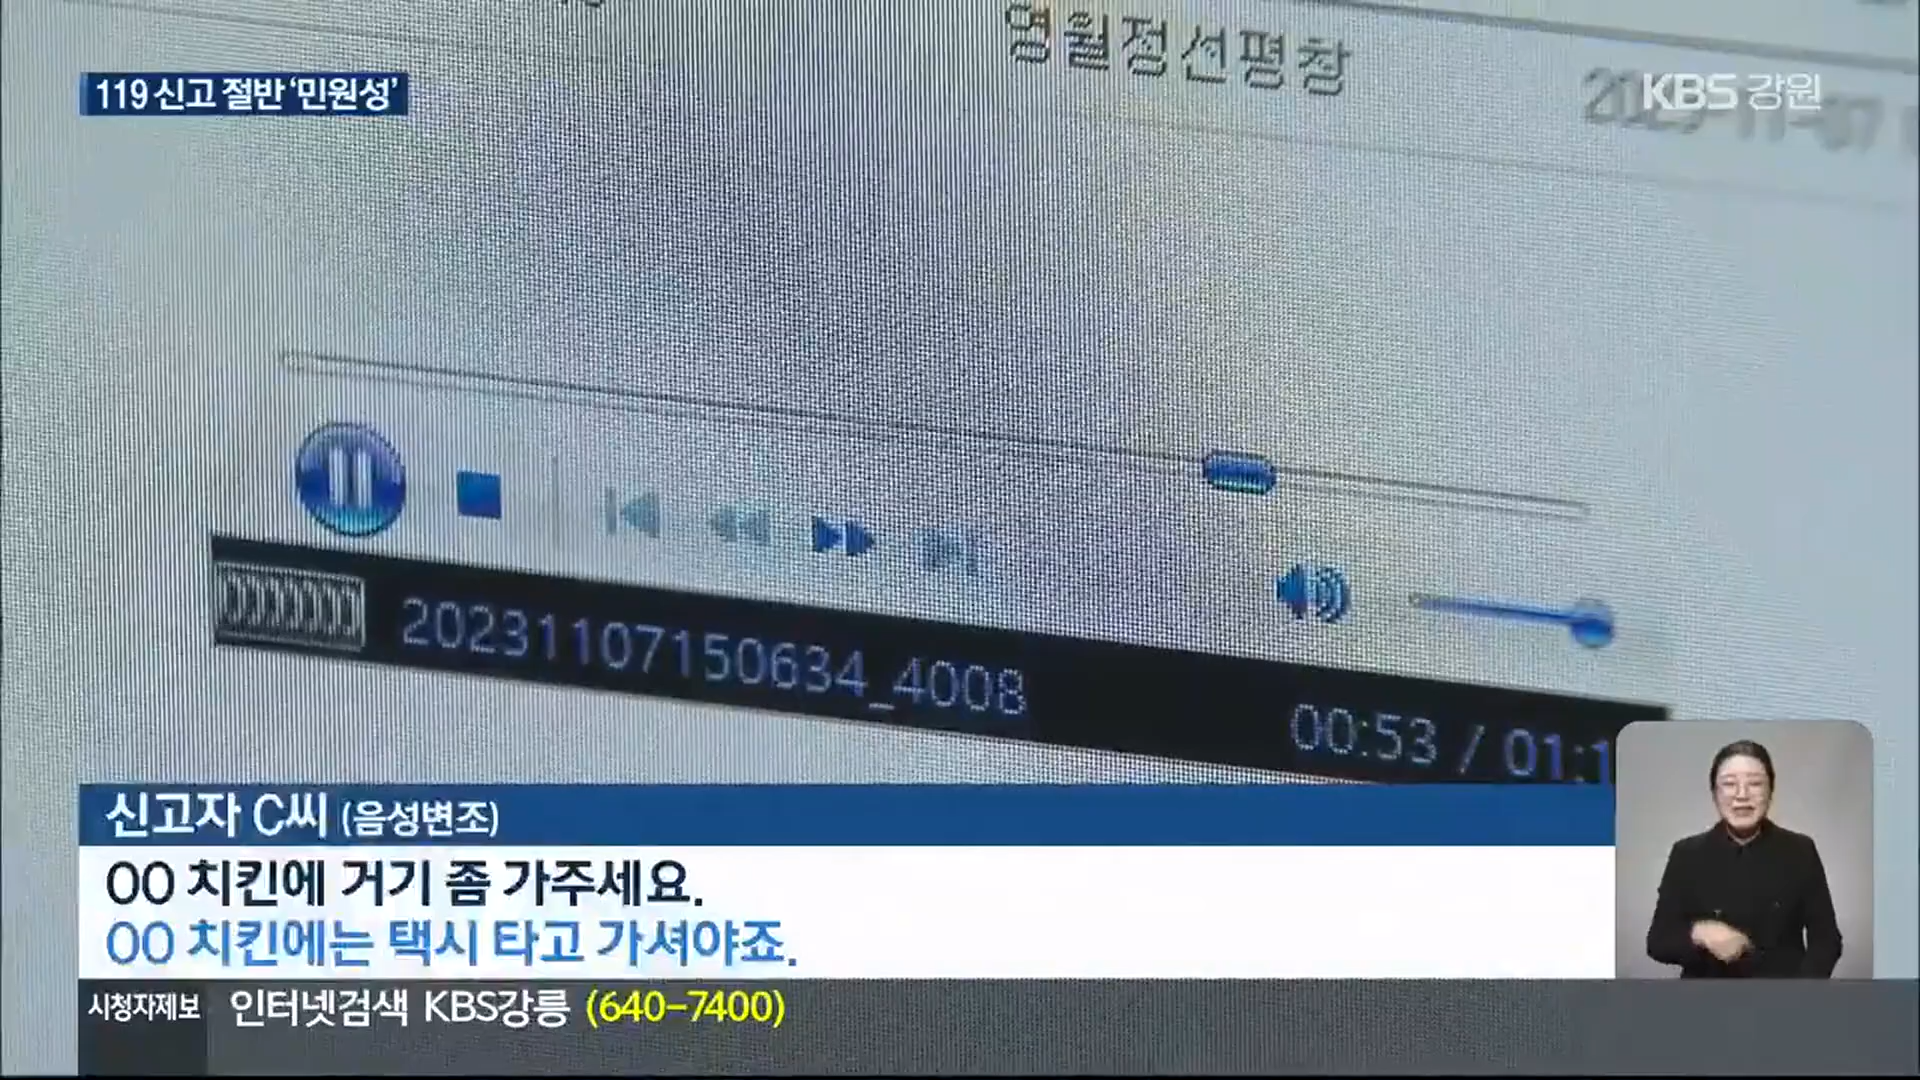 영월정선평창
119 신고 절반 ‘민원성’
KBS 강원
20231107150634_4008
00:53 / 01:1
신고자 C씨 (음성변조)
OO 치킨에 거기 좀 가주세요.
OO 치킨에는 택시 타고 가셔야죠.
시청자제보 인터넷검색 KBS강릉 (640-7400)